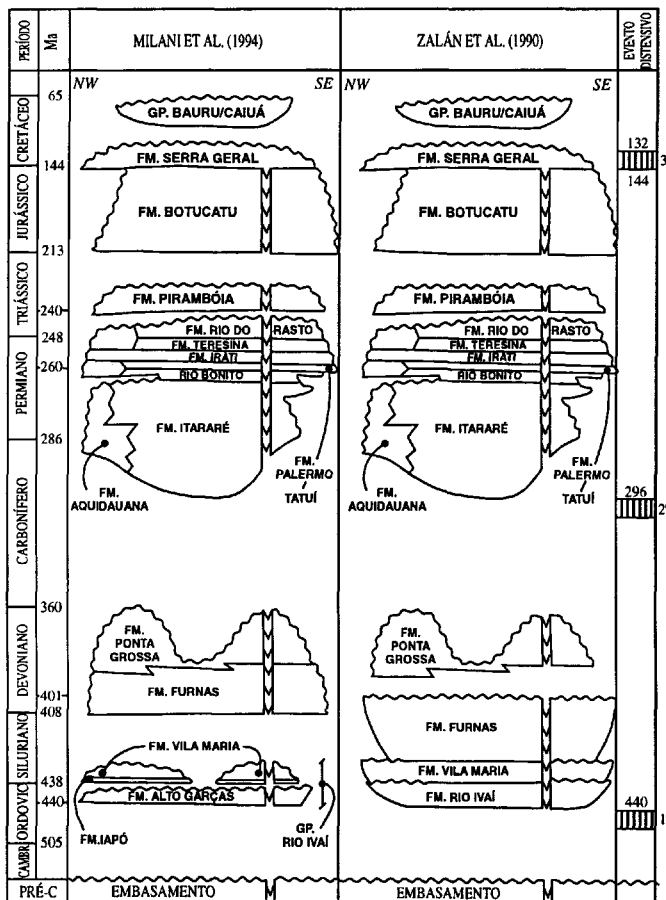 PERÍODO
Ma
MILANI ET AL. (1994)
ZALÁN ET AL. (1990)
EVENTO
DISTENSIVO
CRETÁCEO
JURÁSSICO
TRIÁSSICO
PERMIANO
CARBONÍFERO
DEVONIANO
SILURIANO
ORDOVIC
CAMBR
PRÉ-C
65
144
213
240
248
260
286
360
401
408
438
440
505
NW
SE
GP. BAURU/CAIUÁ
FM. SERRA GERAL
FM. BOTUCATU
FM. PIRAMBÓIA
FM. RIO DO RASTO
FM. TERESINA
FM. IRATI
RIO BONITO
FM. ITARARÉ
FM.
AQUIDAUANA
FM.
PALERMO
/
TATUÍ
FM.
PONTA
GROSSA
FM. FURNAS
FM. VILA MARIA
FM. ALTO GARÇAS
FM.IAPÓ
GP.
RIO IVAÍ
EMBASAMENTO
NW
SE
GP. BAURU/CAIUÁ
FM. SERRA GERAL
FM. BOTUCATU
FM. PIRAMBÓIA
FM. RIO DO RASTO
FM. TERESINA
FM. IRATI
RIO BONITO
FM. ITARARÉ
FM.
AQUIDAUANA
FM.
PALERMO
/
TATUÍ
FM.
PONTA
GROSSA
FM. FURNAS
FM. VILA MARIA
FM. RIO IVAÍ
EMBASAMENTO
132
3
144
296
2
440
1